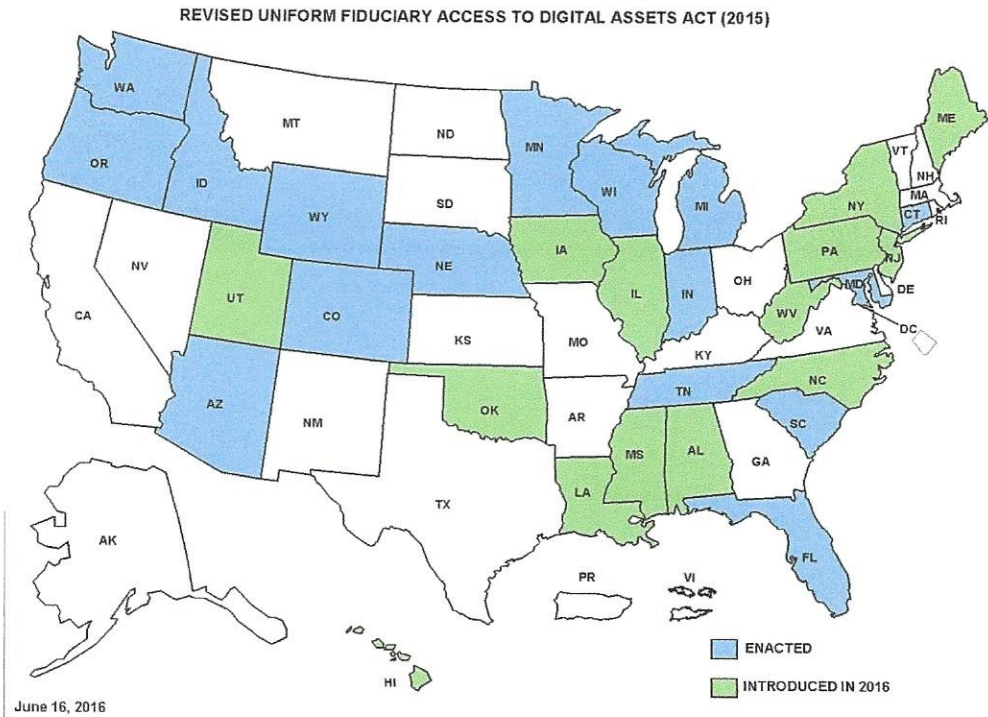 REVISED UNIFORM FIDUCIARY ACCESS TO DIGITAL ASSETS ACT (2015)
WA
MT
ND
MN
ME
VT
NH
OR
ID
WI
MA
SD
WY
MI
NY
CT
RI
IA
PA
NJ
NE
NV
OH
UT
IL
IN
MD
DE
CA
CO
WV
VA
DC
KS
MO
KY
NC
TN
AZ
OK
NM
AR
SC
MS
AL
GA
LA
TX
AK
FL
PR
VI
HI
ENACTED
INTRODUCED IN 2016
June 16, 2016